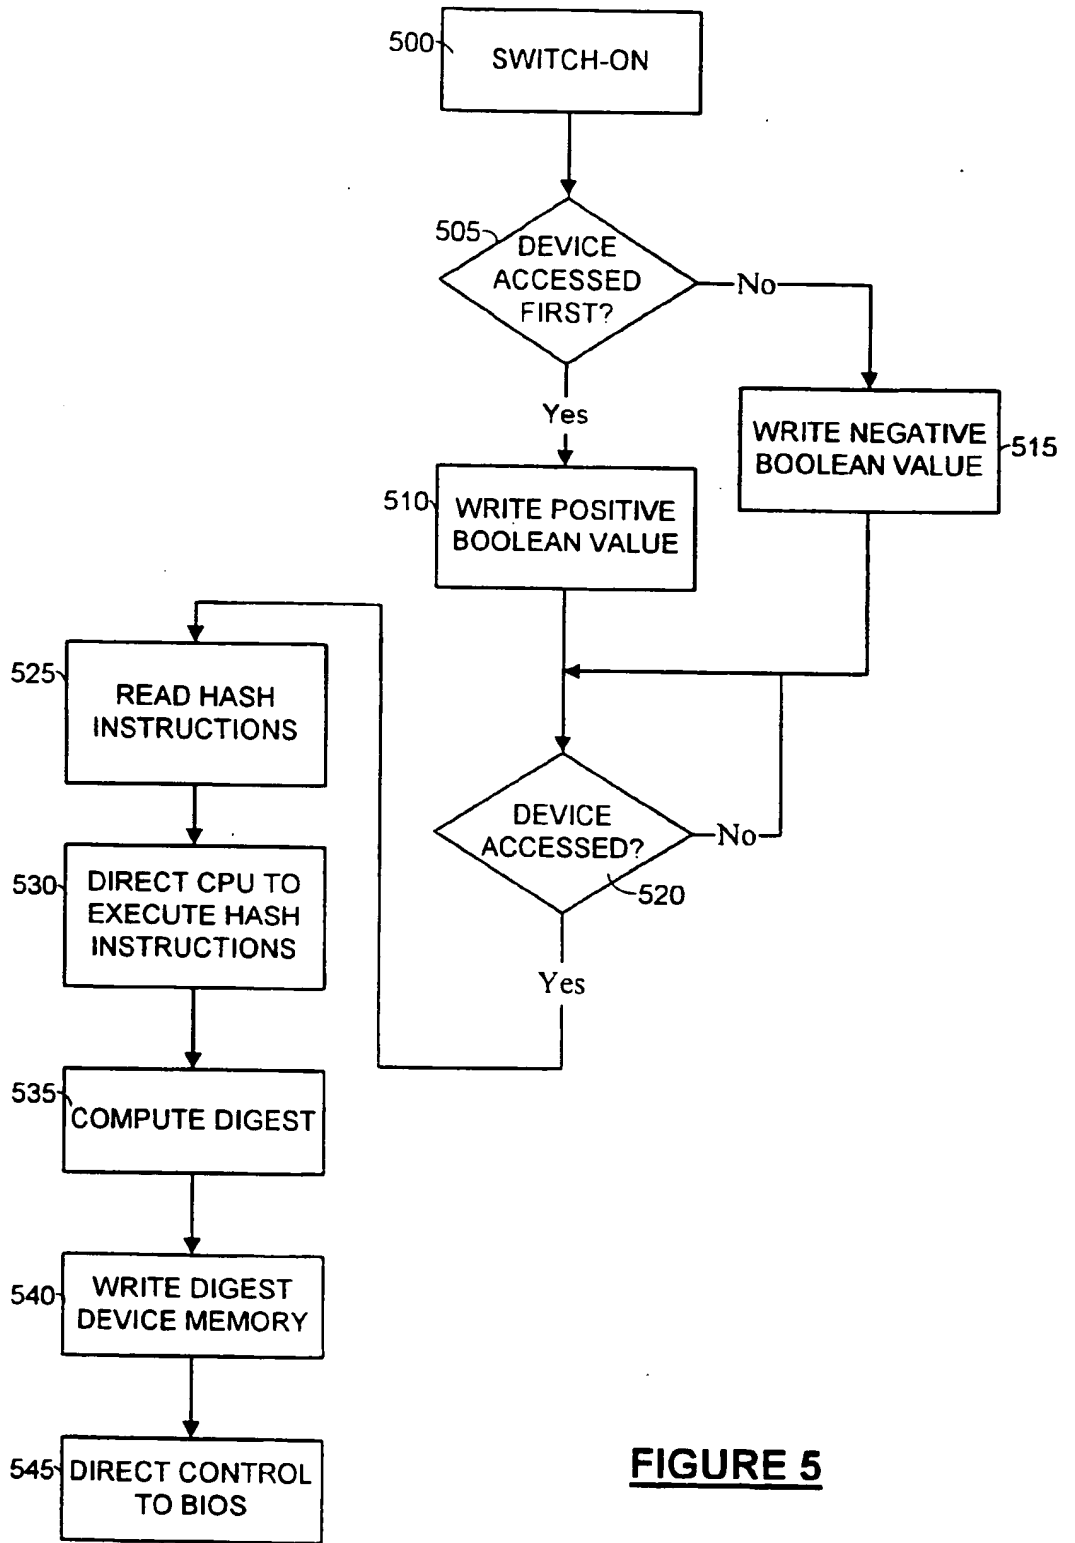 500
SWITCH-ON
505
DEVICE
ACCESSED
FIRST?
No
Yes
WRITE NEGATIVE
BOOLEAN VALUE
515
510
WRITE POSITIVE
BOOLEAN VALUE
525
READ HASH
INSTRUCTIONS
DEVICE
ACCESSED?
No
520
Yes
530
DIRECT CPU TO
EXECUTE HASH
INSTRUCTIONS
535
COMPUTE DIGEST
540
WRITE DIGEST
DEVICE MEMORY
545
DIRECT CONTROL
TO BIOS
FIGURE 5